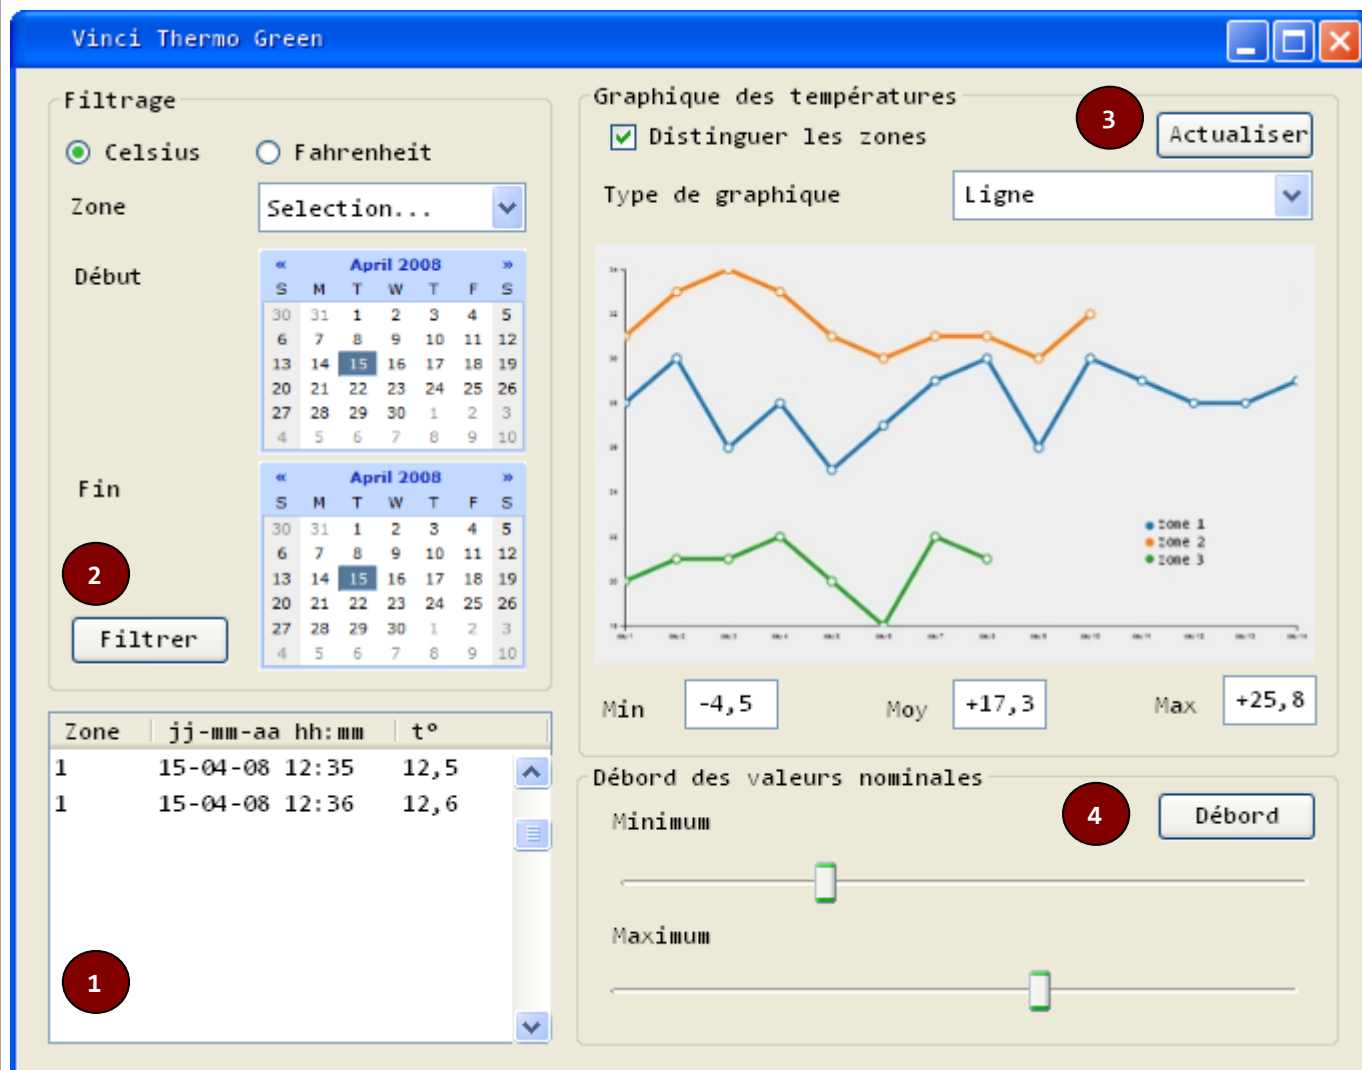 Vinci Thermo Green
Filtrage
Celsius
Fahrenheit
Zone
Selection...
Début
« April 2008 »
S M T W T F S
30 31 1 2 3 4 5
6 7 8 9 10 11 12
13 14 15 16 17 18 19
20 21 22 23 24 25 26
27 28 29 30 1 2 3
4 5 6 7 8 9 10
Fin
« April 2008 »
S M T W T F S
30 31 1 2 3 4 5
6 7 8 9 10 11 12
13 14 15 16 17 18 19
20 21 22 23 24 25 26
27 28 29 30 1 2 3
4 5 6 7 8 9 10
2
Filtrer
Zone jj-mm-aa hh:mm t°
1 15-04-08 12:35 12,5
1 15-04-08 12:36 12,6
1
Graphique des températures
3
Distinguer les zones
Actualiser
Type de graphique
Ligne
zone 1
zone 2
zone 3
Min -4,5
Moy +17,3
Max +25,8
Débord des valeurs nominales
4
Débord
Minimum
Maximum